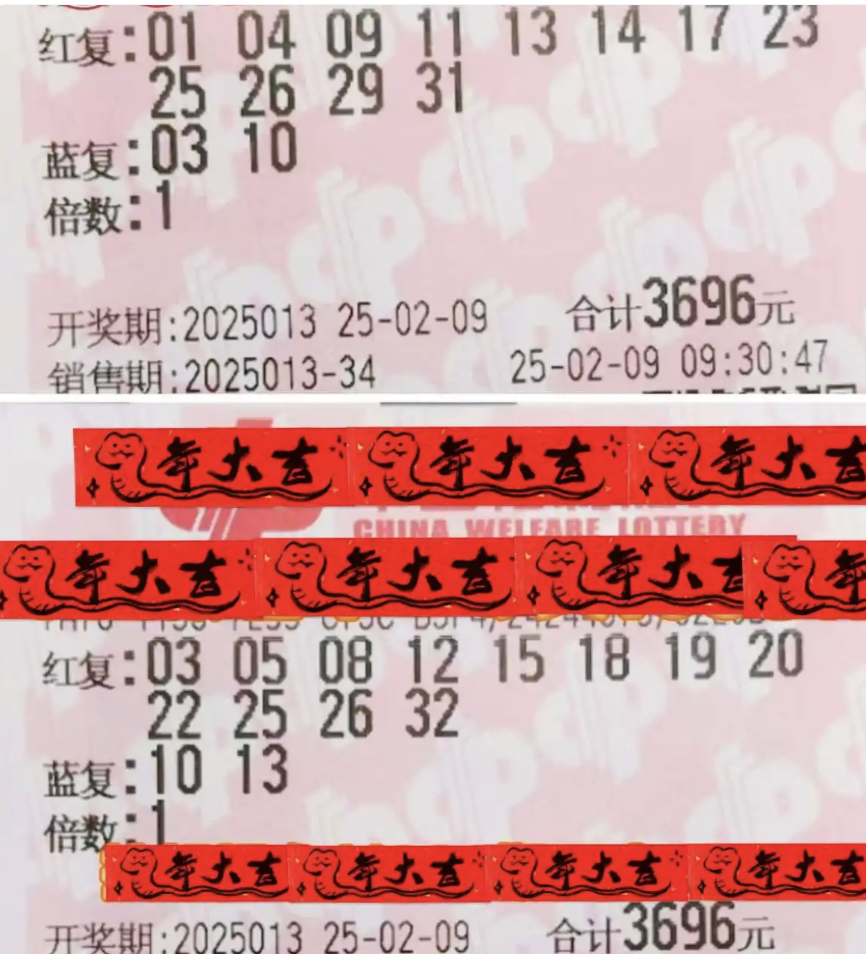 红复:01 04 09 11 13 14 17 23
25 26 29 31
蓝复:03 10
倍数:1
开奖期:2025013 25-02-09 合计3696元
销售期:2025013-34 25-02-09 09:30:47
年大吉 年大吉 年大吉
CHINA WELFARE LOTTERY
年大吉 年大吉 年大吉 年大
红复:03 05 08 12 15 18 19 20
22 25 26 32
蓝复:10 13
倍数:1
年大吉 年大吉 年大吉 年大吉
开奖期:2025013 25-02-09 合计3696元